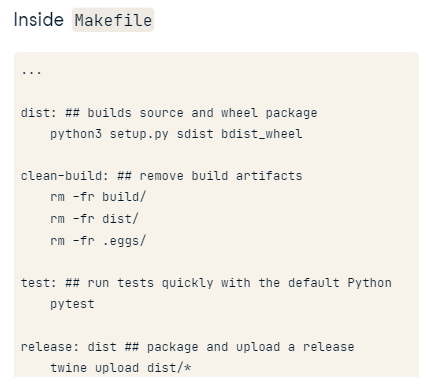 Inside Makefile
...
dist: ## builds source and wheel package
    python3 setup.py sdist bdist_wheel
clean-build: ## remove build artifacts
    rm -fr build/
    rm -fr dist/
    rm -fr .eggs/
test: ## run tests quickly with the default Python
    pytest
release: dist ## package and upload a release
    twine upload dist/*